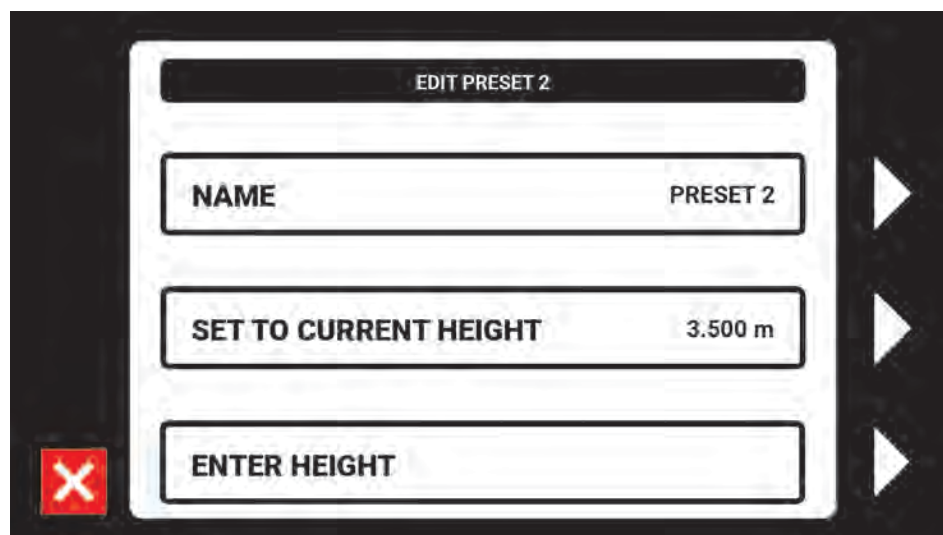 EDIT PRESET 2
NAME PRESET 2
SET TO CURRENT HEIGHT 3.500 m
ENTER HEIGHT